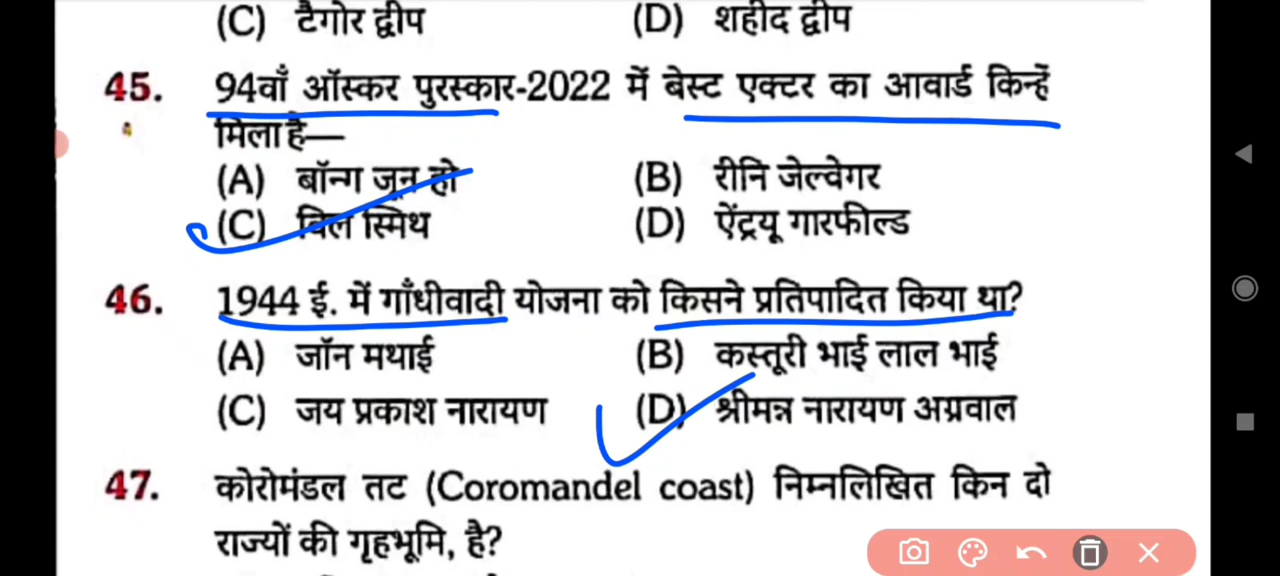 (C) टैगोर द्वीप (D) शहीद द्वीप
45. 94वाँ ऑस्कर पुरस्कार-2022 में बेस्ट एक्टर का आवार्ड किन्हें
मिला है—
(A) बॉन्ग जून हो (B) रीनि जेल्वेगर
(C) विल स्मिथ (D) ऐंद्रयू गारफील्ड
46. 1944 ई. में गाँधीवादी योजना को किसने प्रतिपादित किया था?
(A) जॉन मथाई (B) कस्तूरी भाई लाल भाई
(C) जय प्रकाश नारायण (D) श्रीमन्न नारायण अग्रवाल
47. कोरोमंडल तट (Coromandel coast) निम्नलिखित किन दो
राज्यों की गृहभूमि, है?